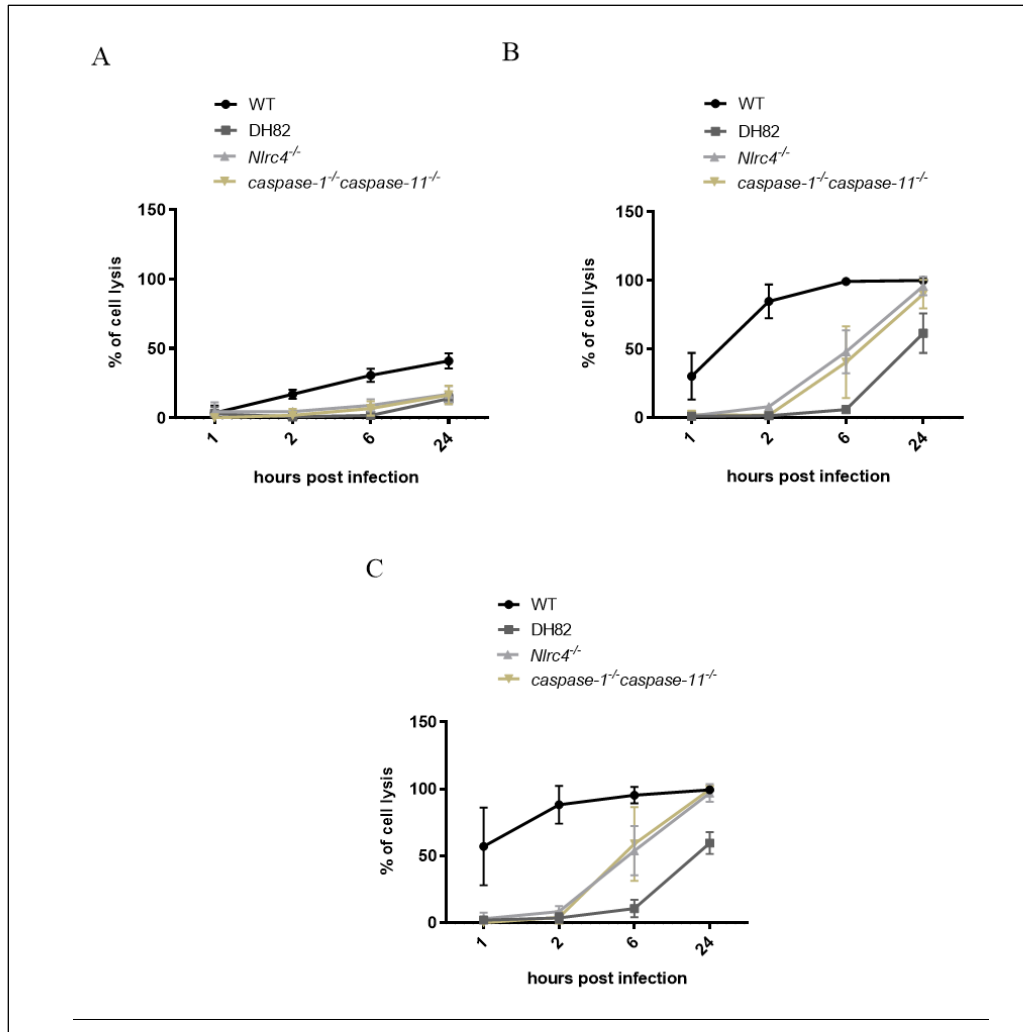 A
WT
DH82
Nlrc4-/-
caspase-1-/-caspase-11-/-
150
100
50
0
% of cell lysis
1
2
6
24
hours post infection
B
WT
DH82
Nlrc4-/-
caspase-1-/-caspase-11-/-
150
100
50
0
% of cell lysis
1
2
6
24
hours post infection
C
WT
DH82
Nlrc4-/-
caspase-1-/-caspase-11-/-
150
100
50
0
% of cell lysis
1
2
6
24
hours post infection